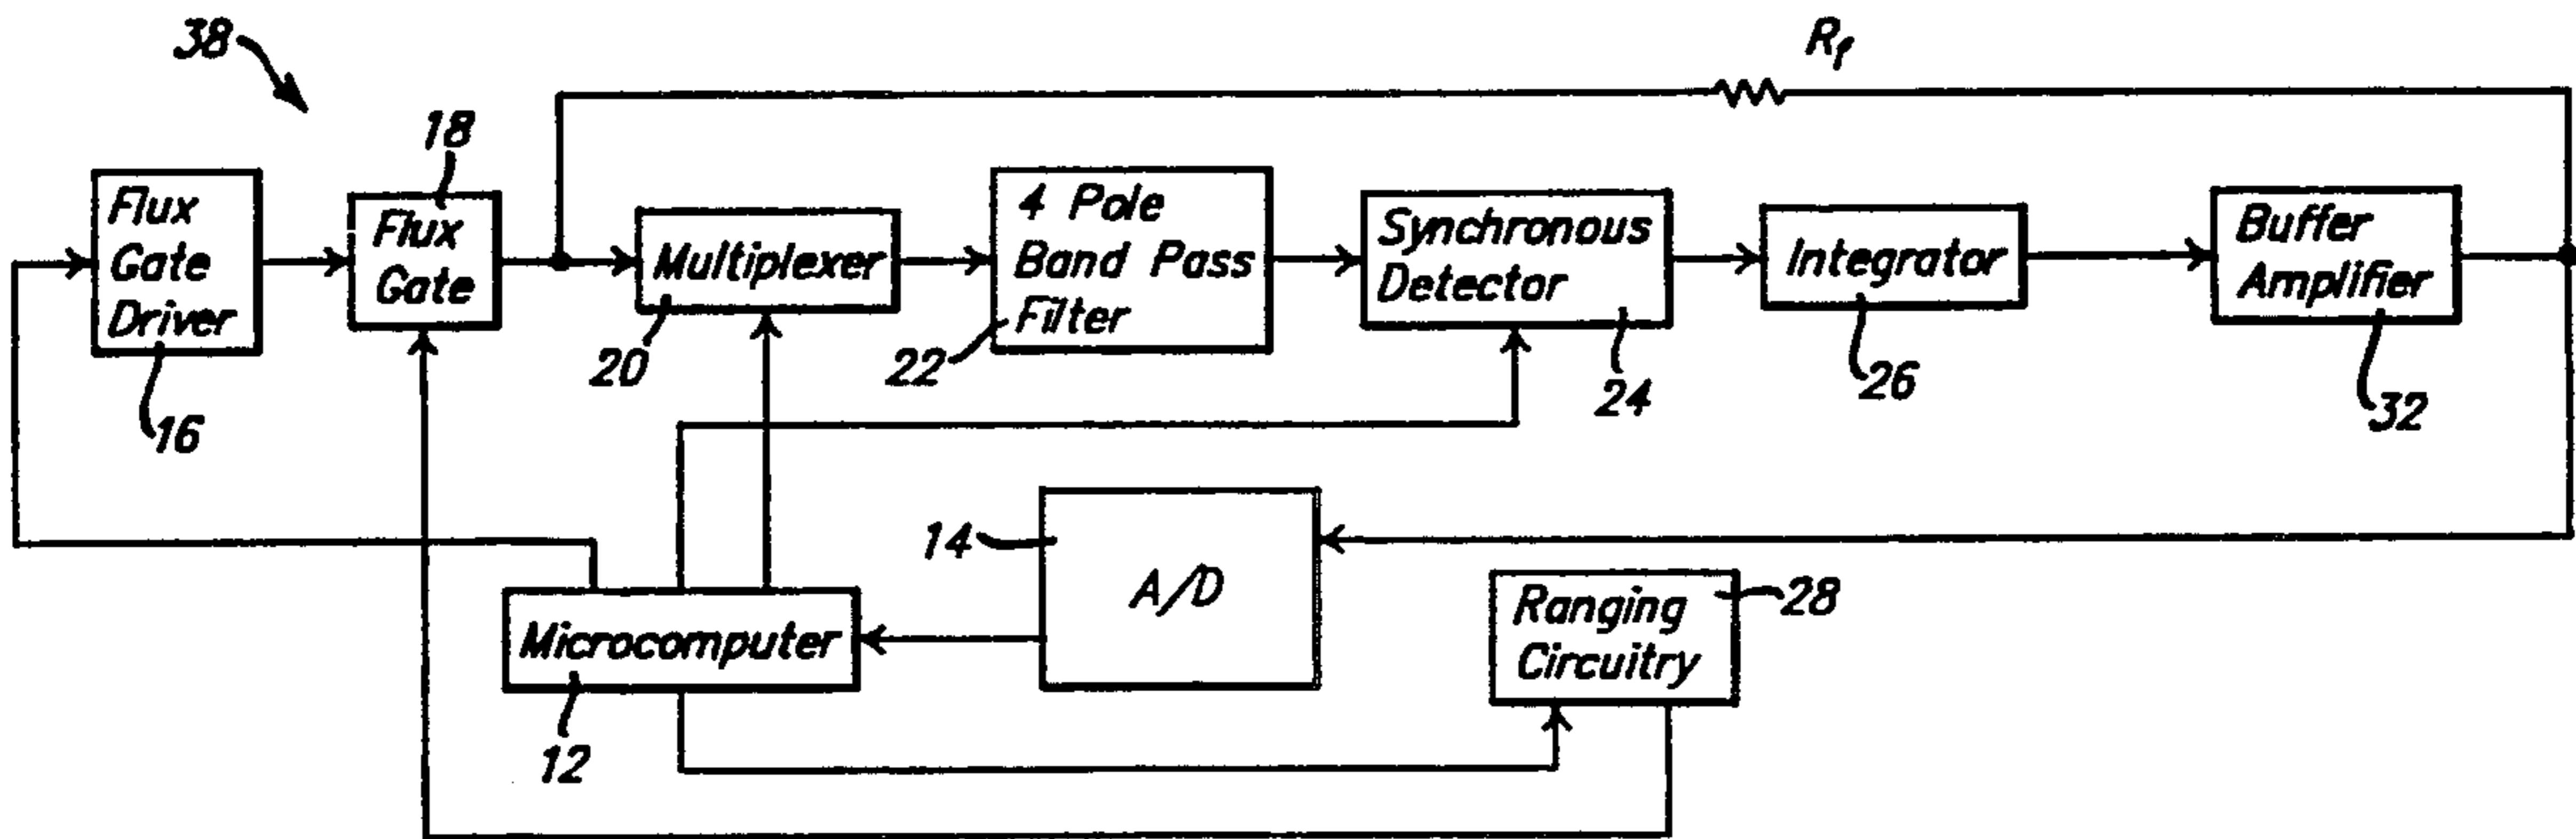 38
R_f
18
Flux
Gate
Driver
16
Flux
Gate
Multiplexer
20
4 Pole
Band Pass
Filter
22
Synchronous
Detector
24
Integrator
26
Buffer
Amplifier
32
14
A/D
Ranging
Circuitry
28
Microcomputer
12